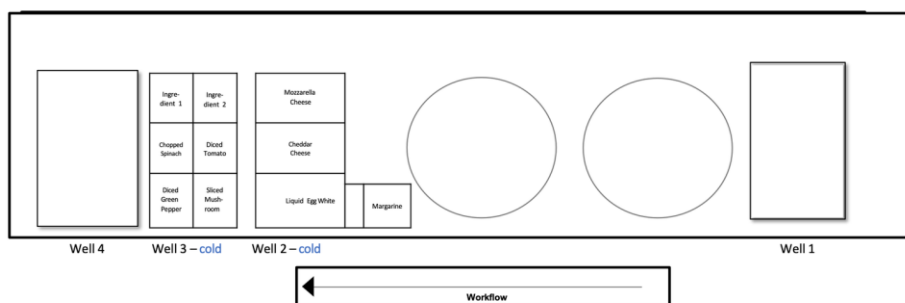 Ingre-
dient 1
Ingre-
dient 2
Mozzarella
Cheese
Chopped
Spinach
Diced
Tomato
Cheddar
Cheese
Diced
Green
Pepper
Sliced
Mush-
room
Liquid Egg White
Margarine
Well 4
Well 3 – cold
Well 2 – cold
Well 1
Workflow